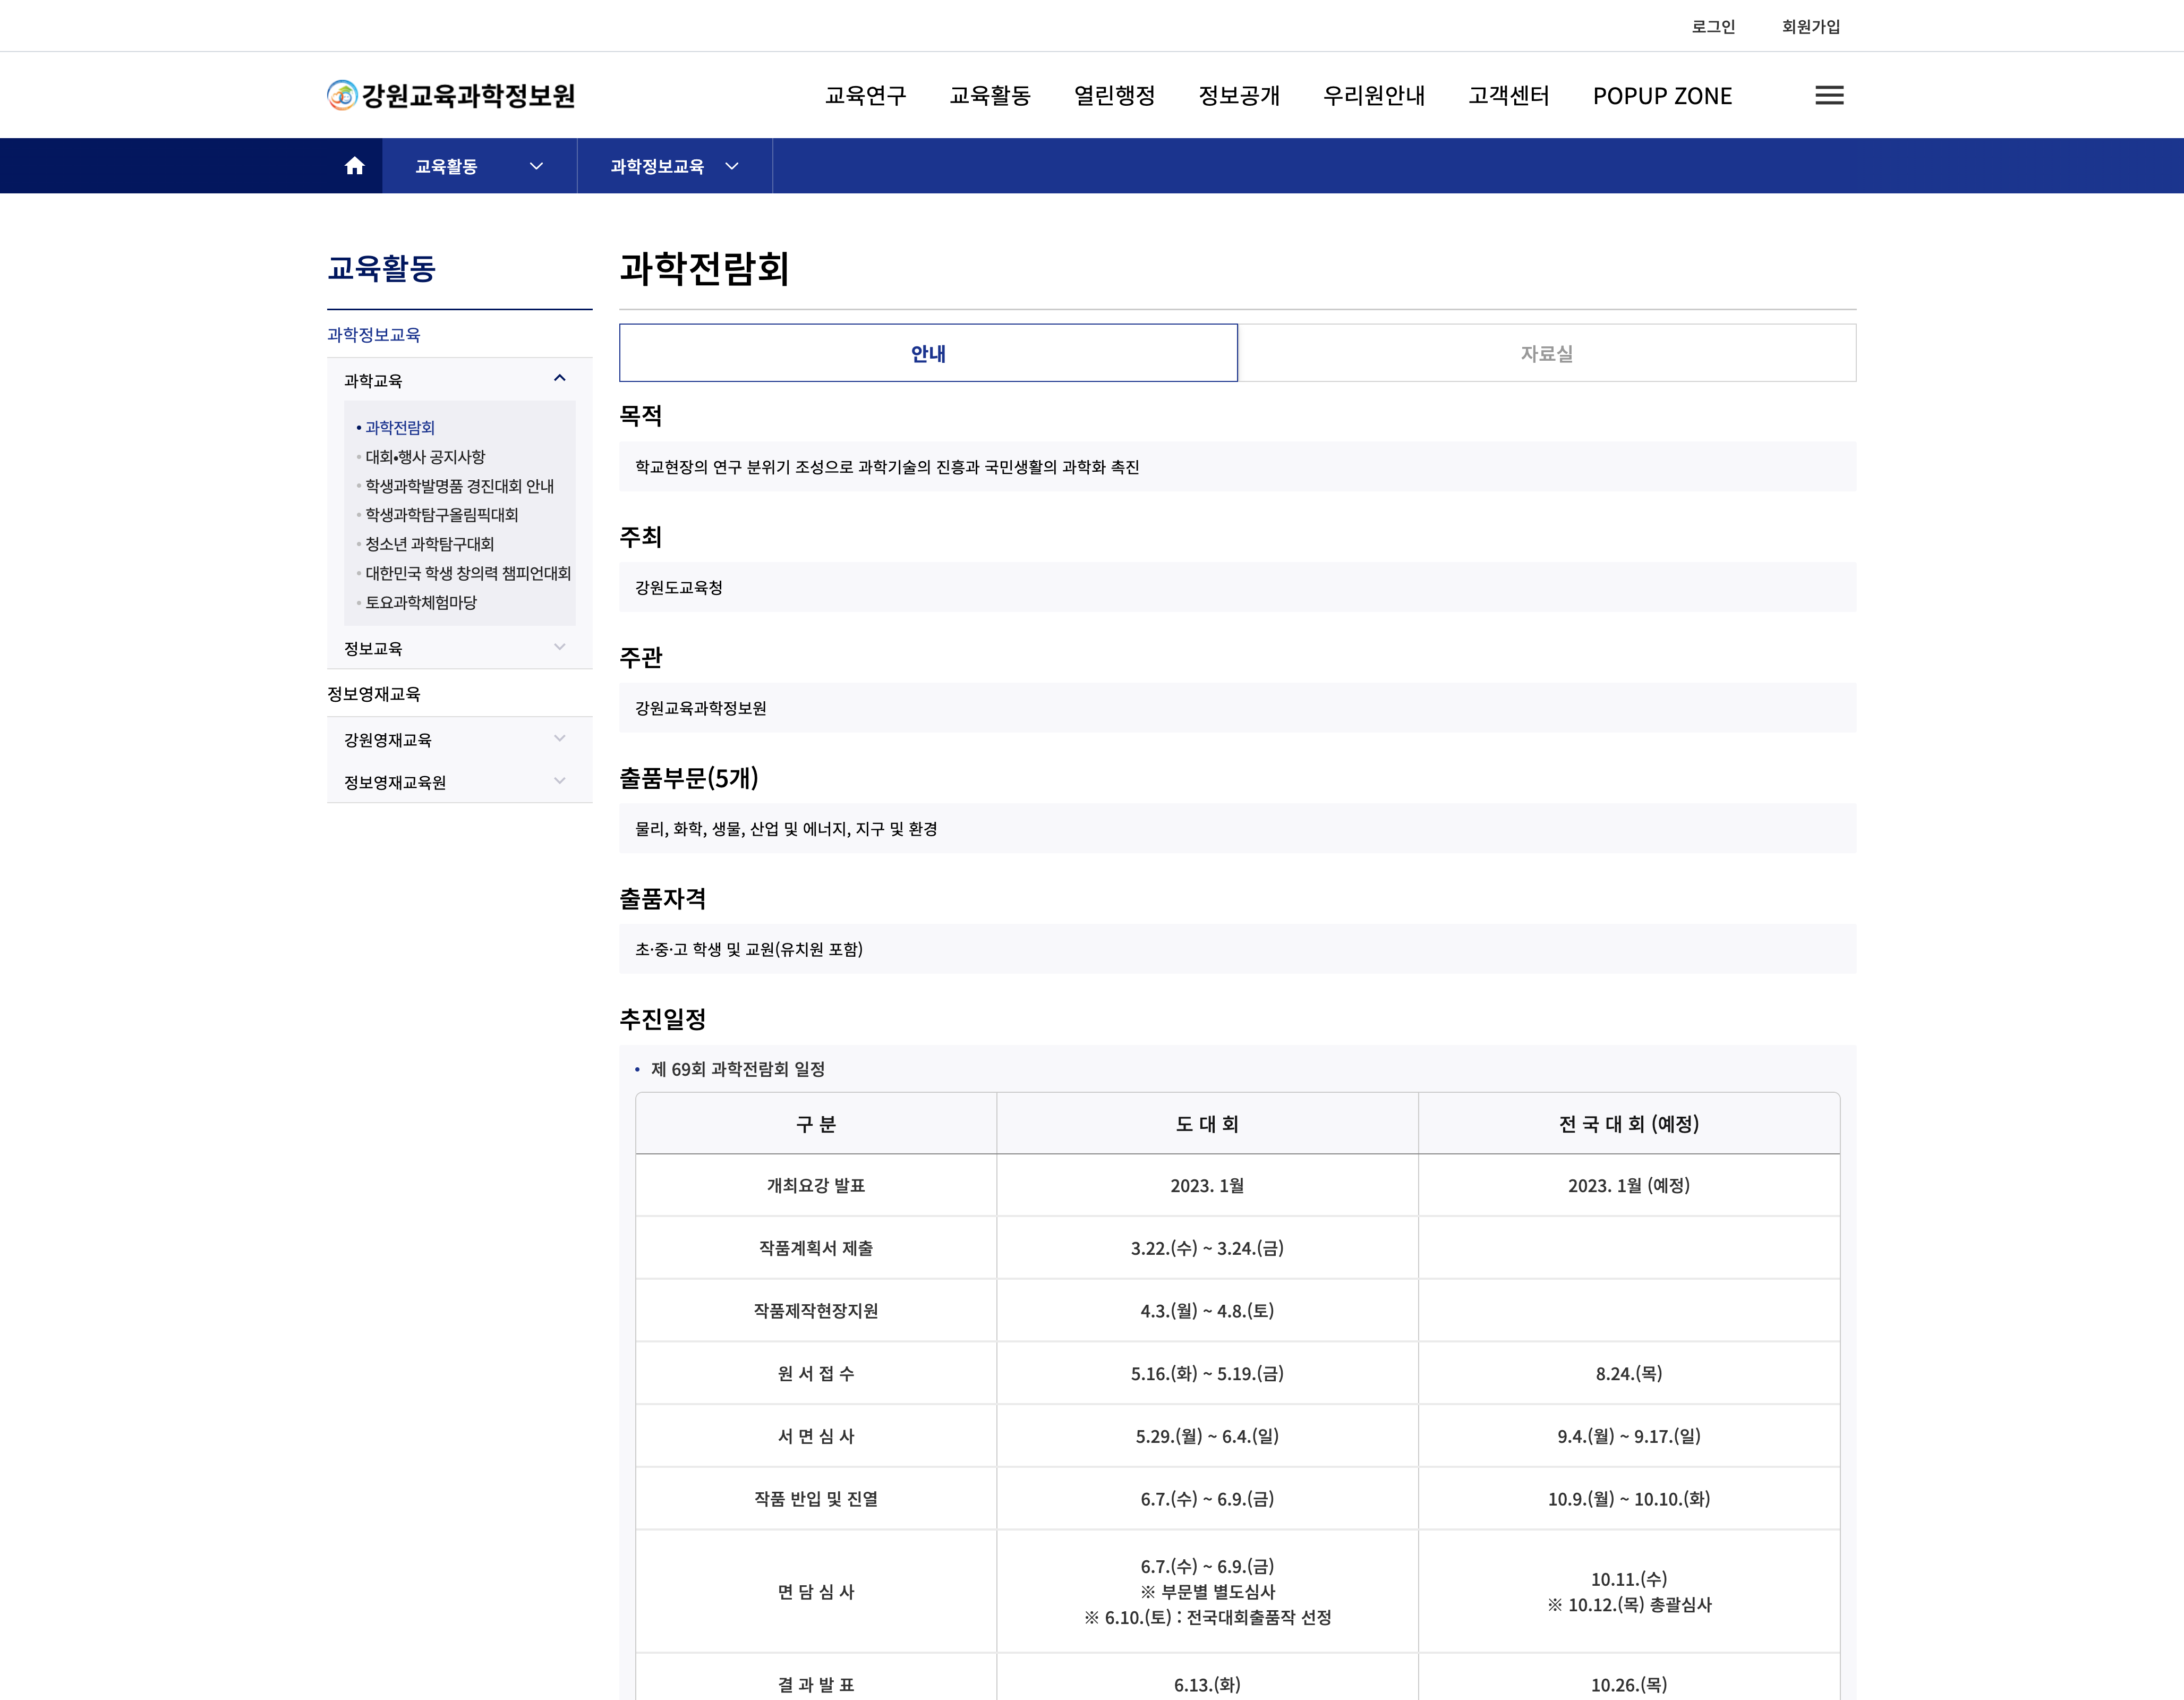 로그인 회원가입
강원교육과학정보원 교육연구 교육활동 열린행정 정보공개 우리원안내 고객센터 POPUP ZONE
교육활동 과학정보교육
교육활동
과학정보교육
과학교육
• 과학전람회
• 대회•행사 공지사항
• 학생과학발명품 경진대회 안내
• 학생과학탐구올림픽대회
• 청소년 과학탐구대회
• 대한민국 학생 창의력 챔피언대회
• 토요과학체험마당
정보교육
정보영재교육
강원영재교육
정보영재교육원
과학전람회
안내 자료실
목적
학교현장의 연구 분위기 조성으로 과학기술의 진흥과 국민생활의 과학화 촉진
주최
강원도교육청
주관
강원교육과학정보원
출품부문(5개)
물리, 화학, 생물, 산업 및 에너지, 지구 및 환경
출품자격
초·중·고 학생 및 교원(유치원 포함)
추진일정
• 제 69회 과학전람회 일정
구 분 도 대 회 전 국 대 회 (예정)
개최요강 발표 2023. 1월 2023. 1월 (예정)
작품계획서 제출 3.22.(수) ~ 3.24.(금)
작품제작현장지원 4.3.(월) ~ 4.8.(토)
원 서 접 수 5.16.(화) ~ 5.19.(금) 8.24.(목)
서 면 심 사 5.29.(월) ~ 6.4.(일) 9.4.(월) ~ 9.17.(일)
작품 반입 및 진열 6.7.(수) ~ 6.9.(금) 10.9.(월) ~ 10.10.(화)
면 담 심 사
6.7.(수) ~ 6.9.(금)
※ 부문별 별도심사
※ 6.10.(토) : 전국대회출품작 선정
10.11.(수)
※ 10.12.(목) 총괄심사
결 과 발 표 6.13.(화) 10.26.(목)